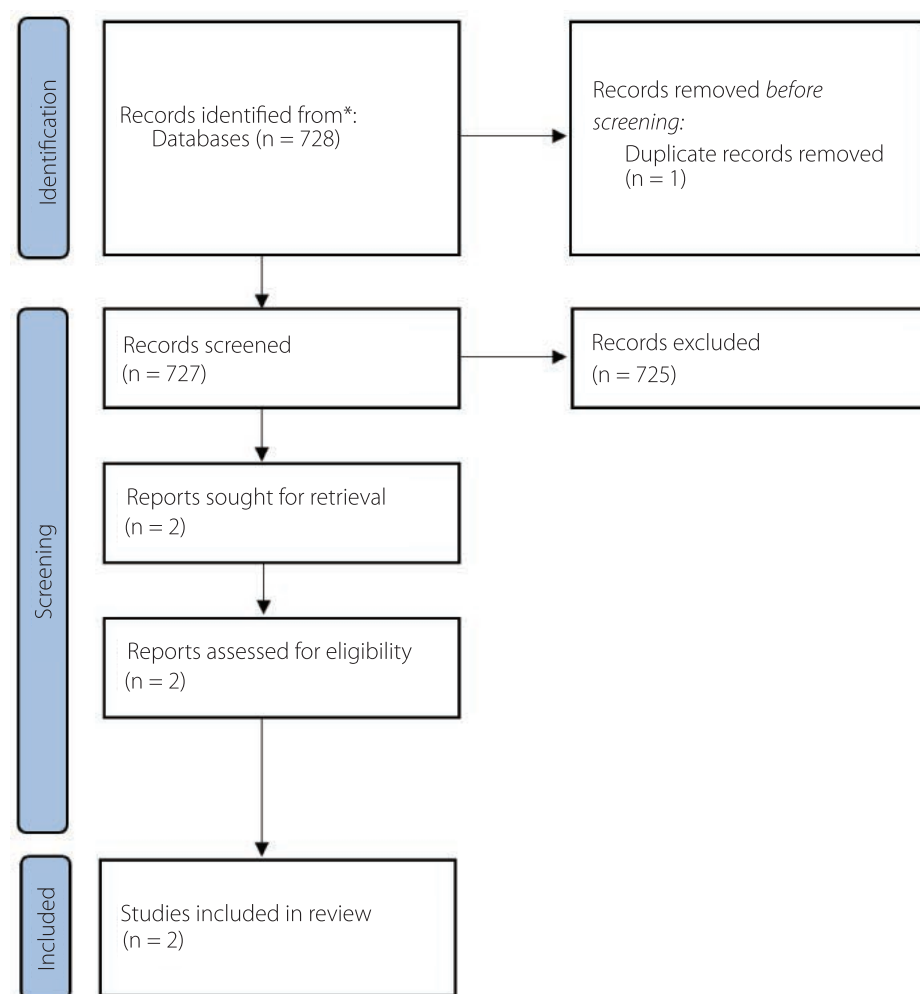 Identification
Records identified from*:
Databases (n = 728)
Records removed before
screening:
Duplicate records removed
(n = 1)
Screening
Records screened
(n = 727)
Records excluded
(n = 725)
Reports sought for retrieval
(n = 2)
Reports assessed for eligibility
(n = 2)
Included
Studies included in review
(n = 2)